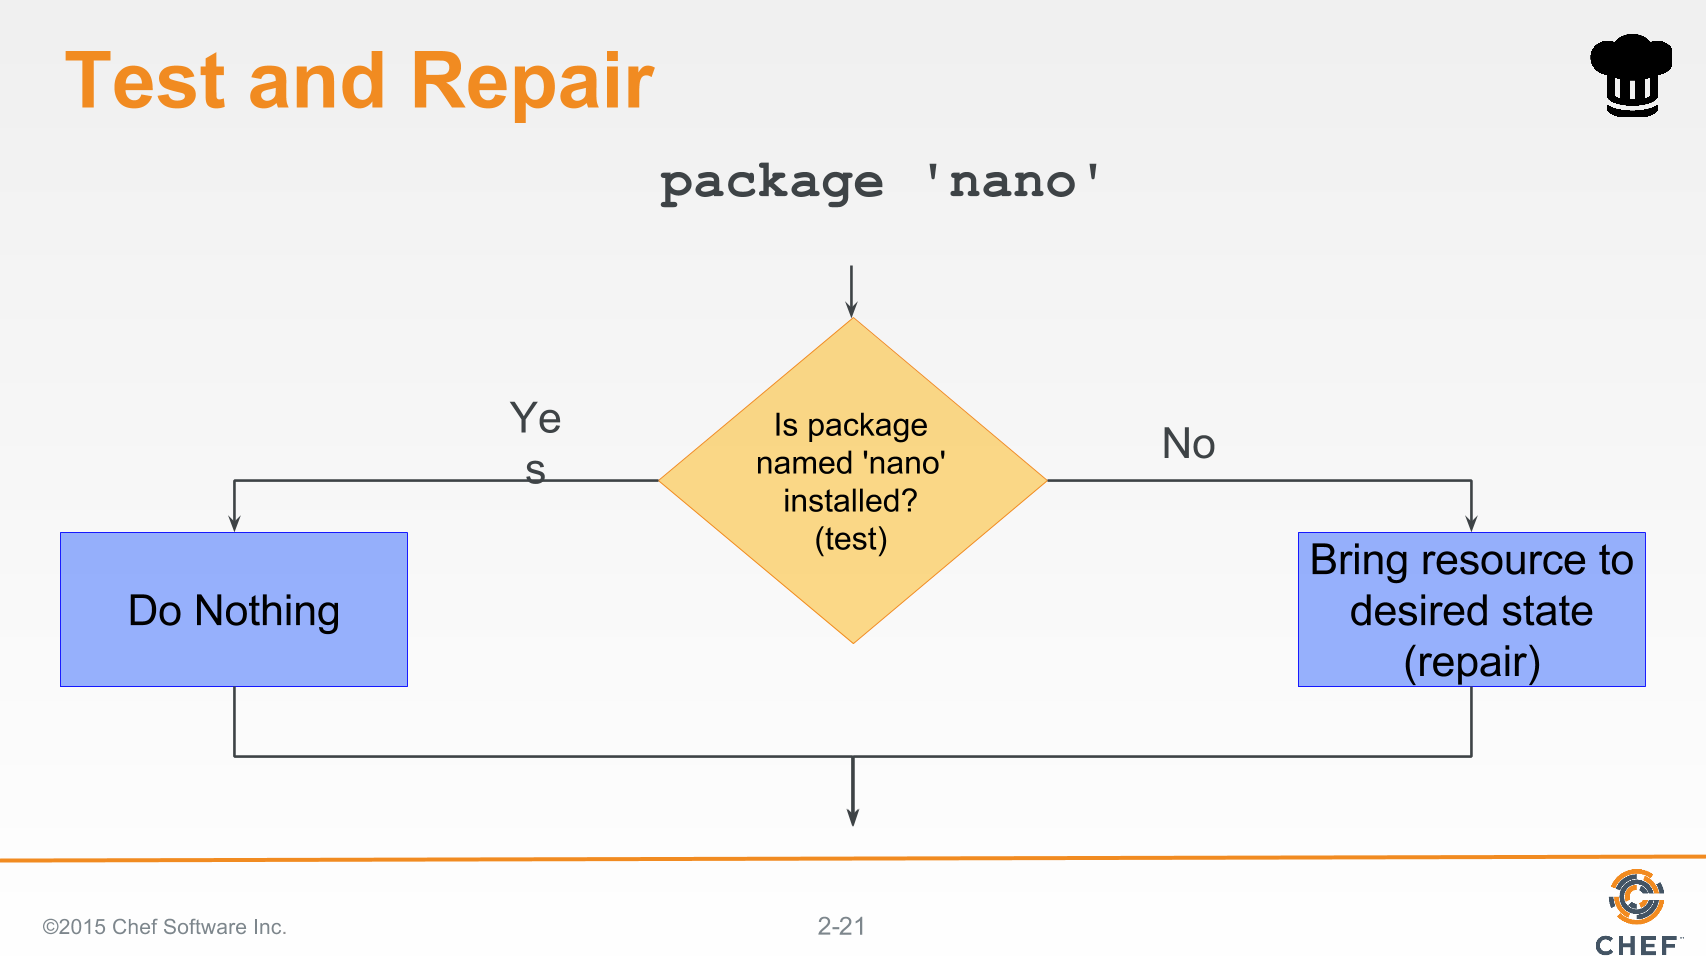 Test and Repair
package 'nano'
Ye
s
Is package
named 'nano'
installed?
(test)
No
Do Nothing
Bring resource to
desired state
(repair)
©2015 Chef Software Inc.
2-21
CHEF™